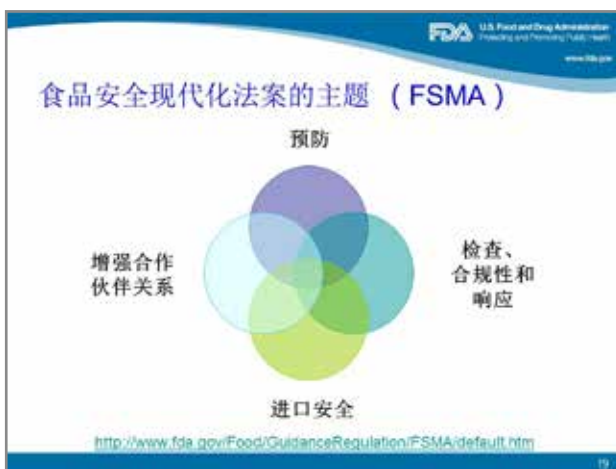 FDA U.S. Food and Drug Administration
Protecting and Promoting Public Health
www.fda.gov
食品安全现代化法案的主题 （FSMA）
预防
增强合作
伙伴关系
检查、
合规性和
响应
进口安全
http://www.fda.gov/Food/GuidanceRegulation/FSMA/default.htm
19